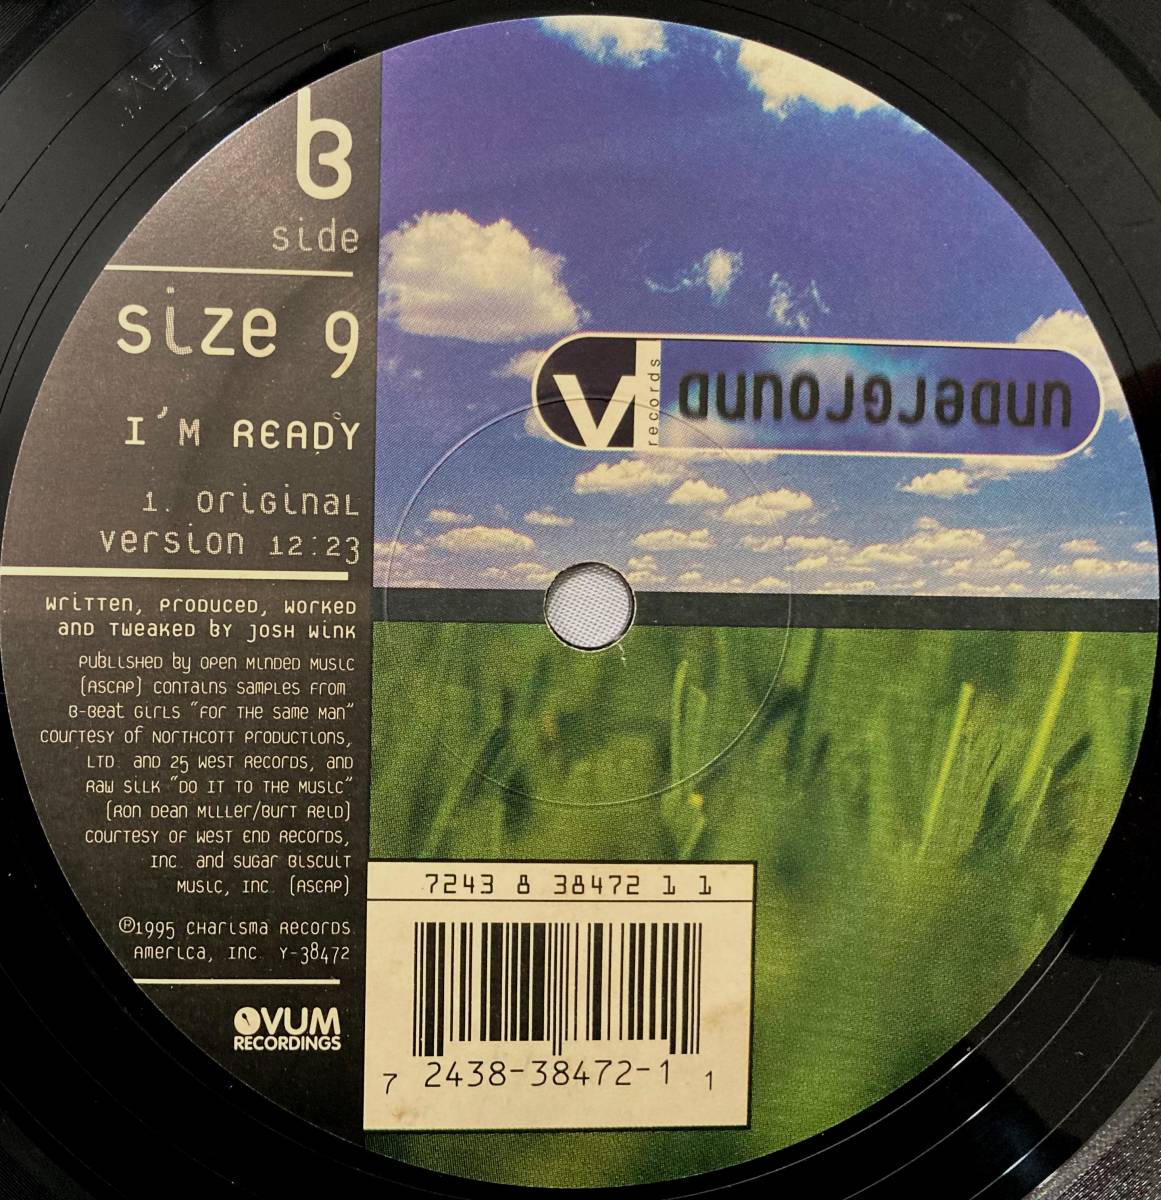 b
side
size 9
I'M READY
1. original
version 12:23
written, produced, worked
and tweaked by josh wink
published by open minded music
(ASCAP) contains samples from
B-Beat Girls "for the same man"
courtesy of northcott productions,
LTD. and 25 west records, and
raw silk "do it to the music"
(ron dean miller/burt reid)
courtesy of west end records,
inc. and sugar biscuit
music, inc. (ASCAP)
℗1995 charisma records
america, inc. Y-38472
OVUM
RECORDINGS
V records underground
7243 8 38472 1 1
7 2438-38472-1 1